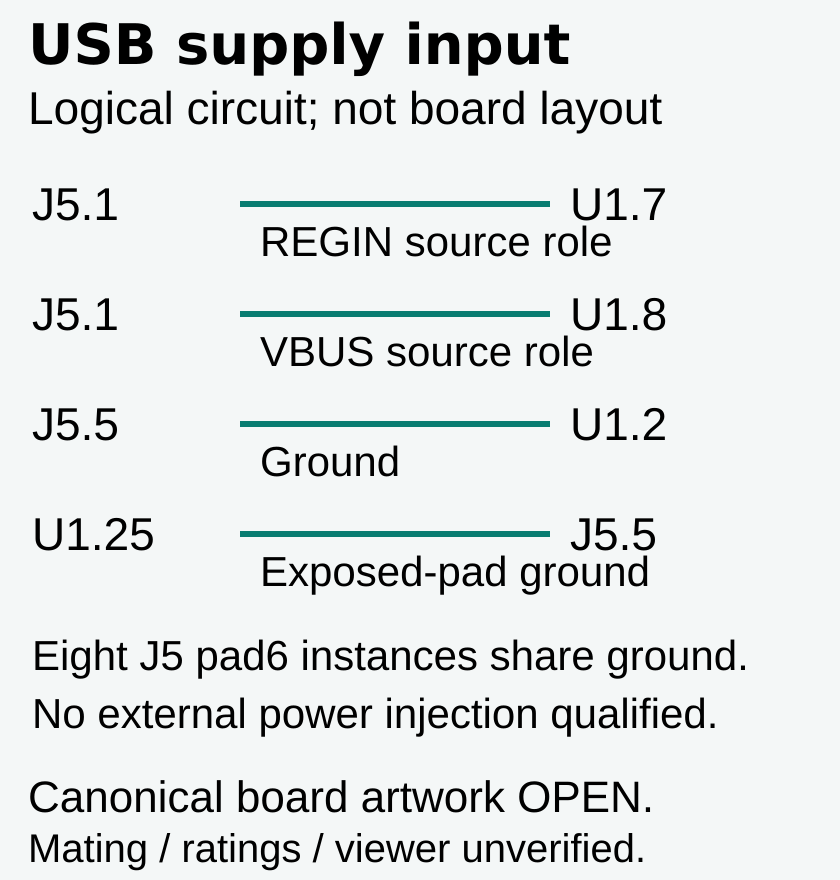 USB supply input
Logical circuit; not board layout
J5.1 U1.7
REGIN source role
J5.1 U1.8
VBUS source role
J5.5 U1.2
Ground
U1.25 J5.5
Exposed-pad ground
Eight J5 pad6 instances share ground.
No external power injection qualified.
Canonical board artwork OPEN.
Mating / ratings / viewer unverified.